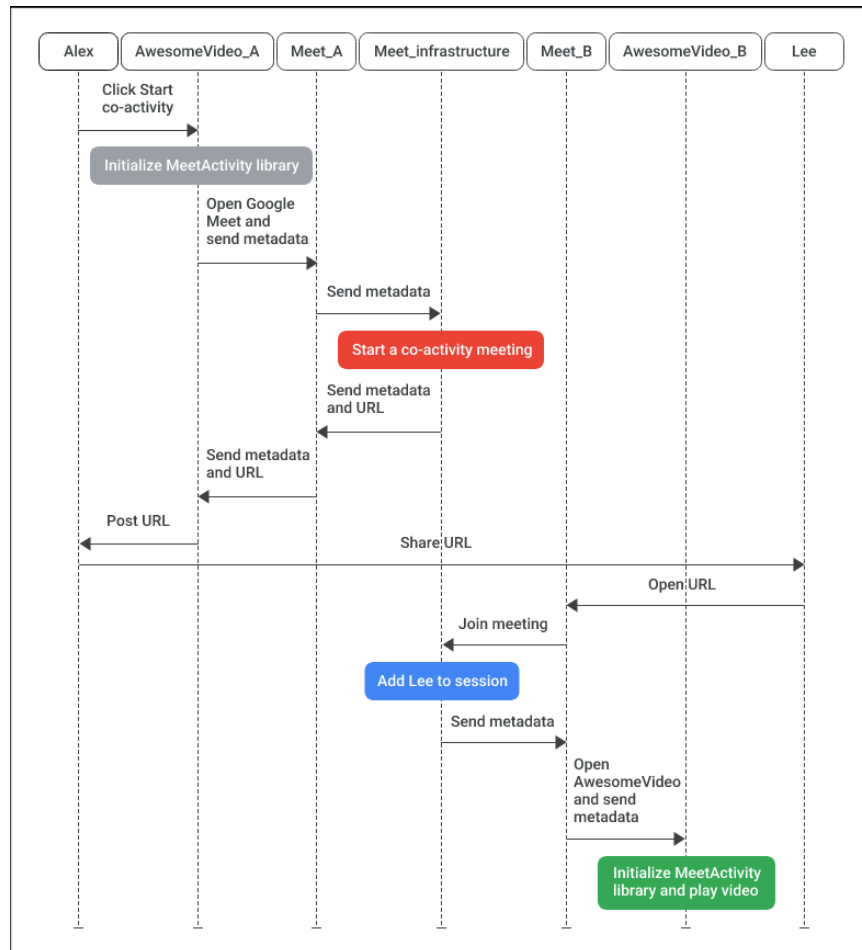 Alex
AwesomeVideo_A
Meet_A
Meet_infrastructure
Meet_B
AwesomeVideo_B
Lee
Click Start
co-activity
Initialize MeetActivity library
Open Google
Meet and
send metadata
Send metadata
Start a co-activity meeting
Send metadata
and URL
Send metadata
and URL
Post URL
Share URL
Open URL
Join meeting
Add Lee to session
Send metadata
Open
AwesomeVideo
and send
metadata
Initialize MeetActivity
library and play video